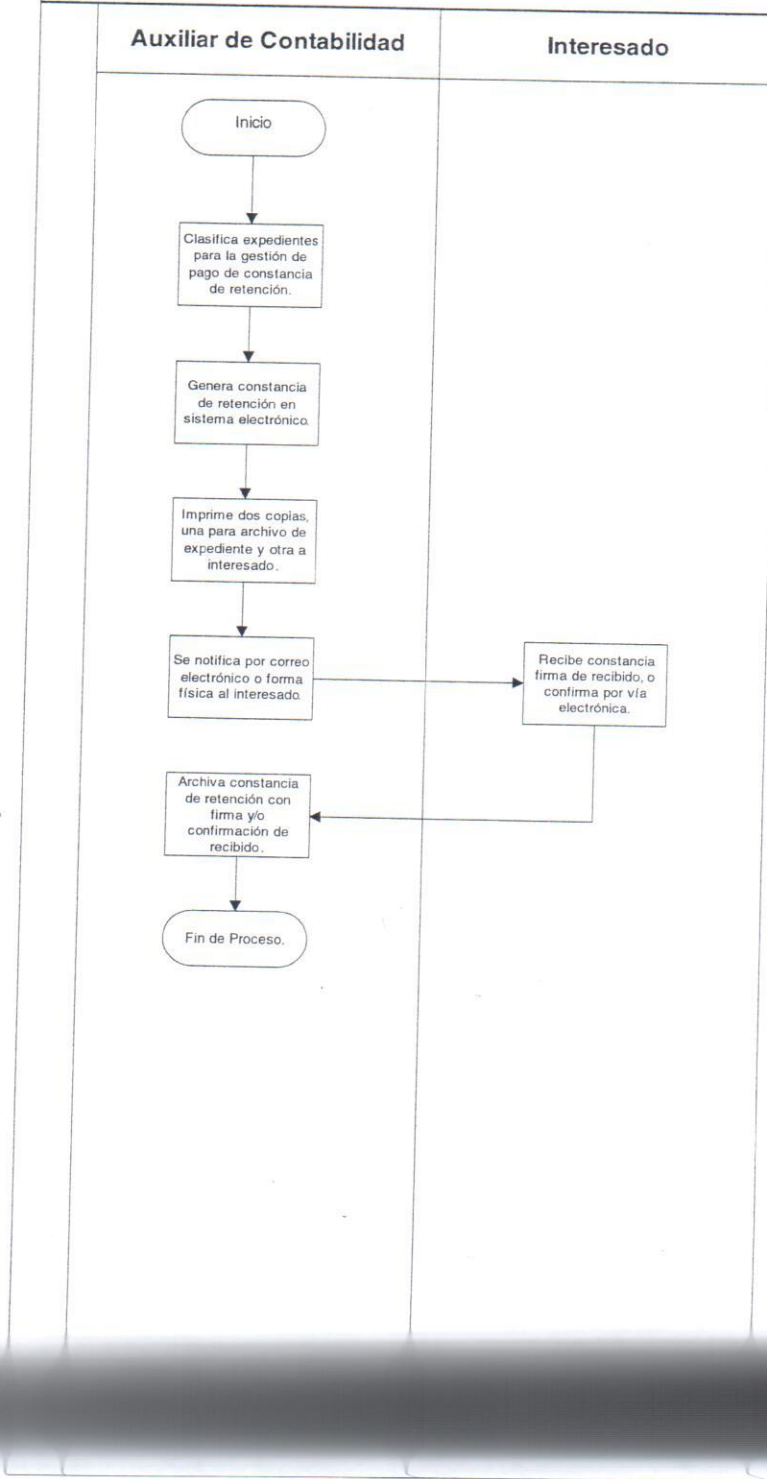 Auxiliar de Contabilidad
Interesado
Inicio
Clasifica expedientes
para la gestión de
pago de constancia
de retención.
Genera constancia
de retención en
sistema electrónico.
Imprime dos copias,
una para archivo de
expediente y otra a
interesado.
Se notifica por correo
electrónico o forma
física al interesado.
Recibe constancia
firma de recibido, o
confirma por vía
electrónica.
Archiva constancia
de retención con
firma y/o
confirmación de
recibido.
Fin de Proceso.